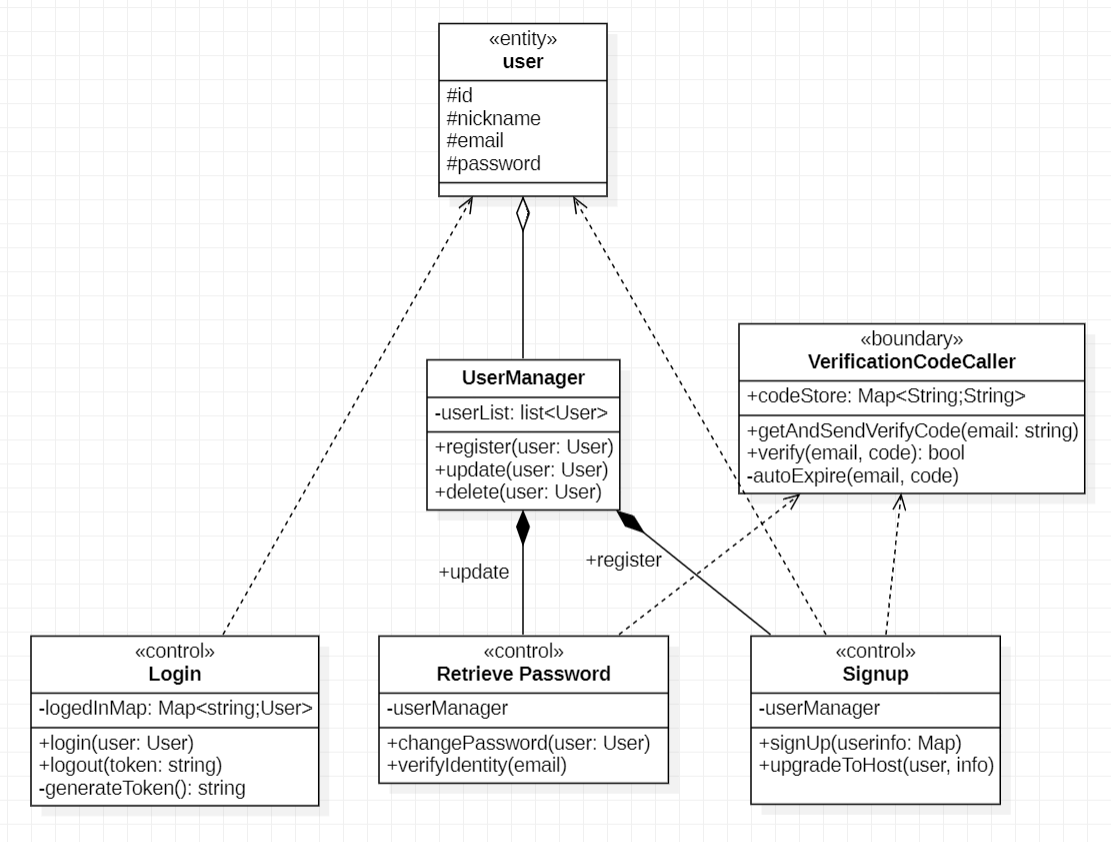 «entity»
user
#id
#nickname
#email
#password
«boundary»
VerificationCodeCaller
+codeStore: Map<String;String>
+getAndSendVerifyCode(email: string)
+verify(email, code): bool
-autoExpire(email, code)
UserManager
-userList: list<User>
+register(user: User)
+update(user: User)
+delete(user: User)
+update
+register
«control»
Login
-logedInMap: Map<string;User>
+login(user: User)
+logout(token: string)
-generateToken(): string
«control»
Retrieve Password
-userManager
+changePassword(user: User)
+verifyIdentity(email)
«control»
Signup
-userManager
+signUp(userinfo: Map)
+upgradeToHost(user, info)